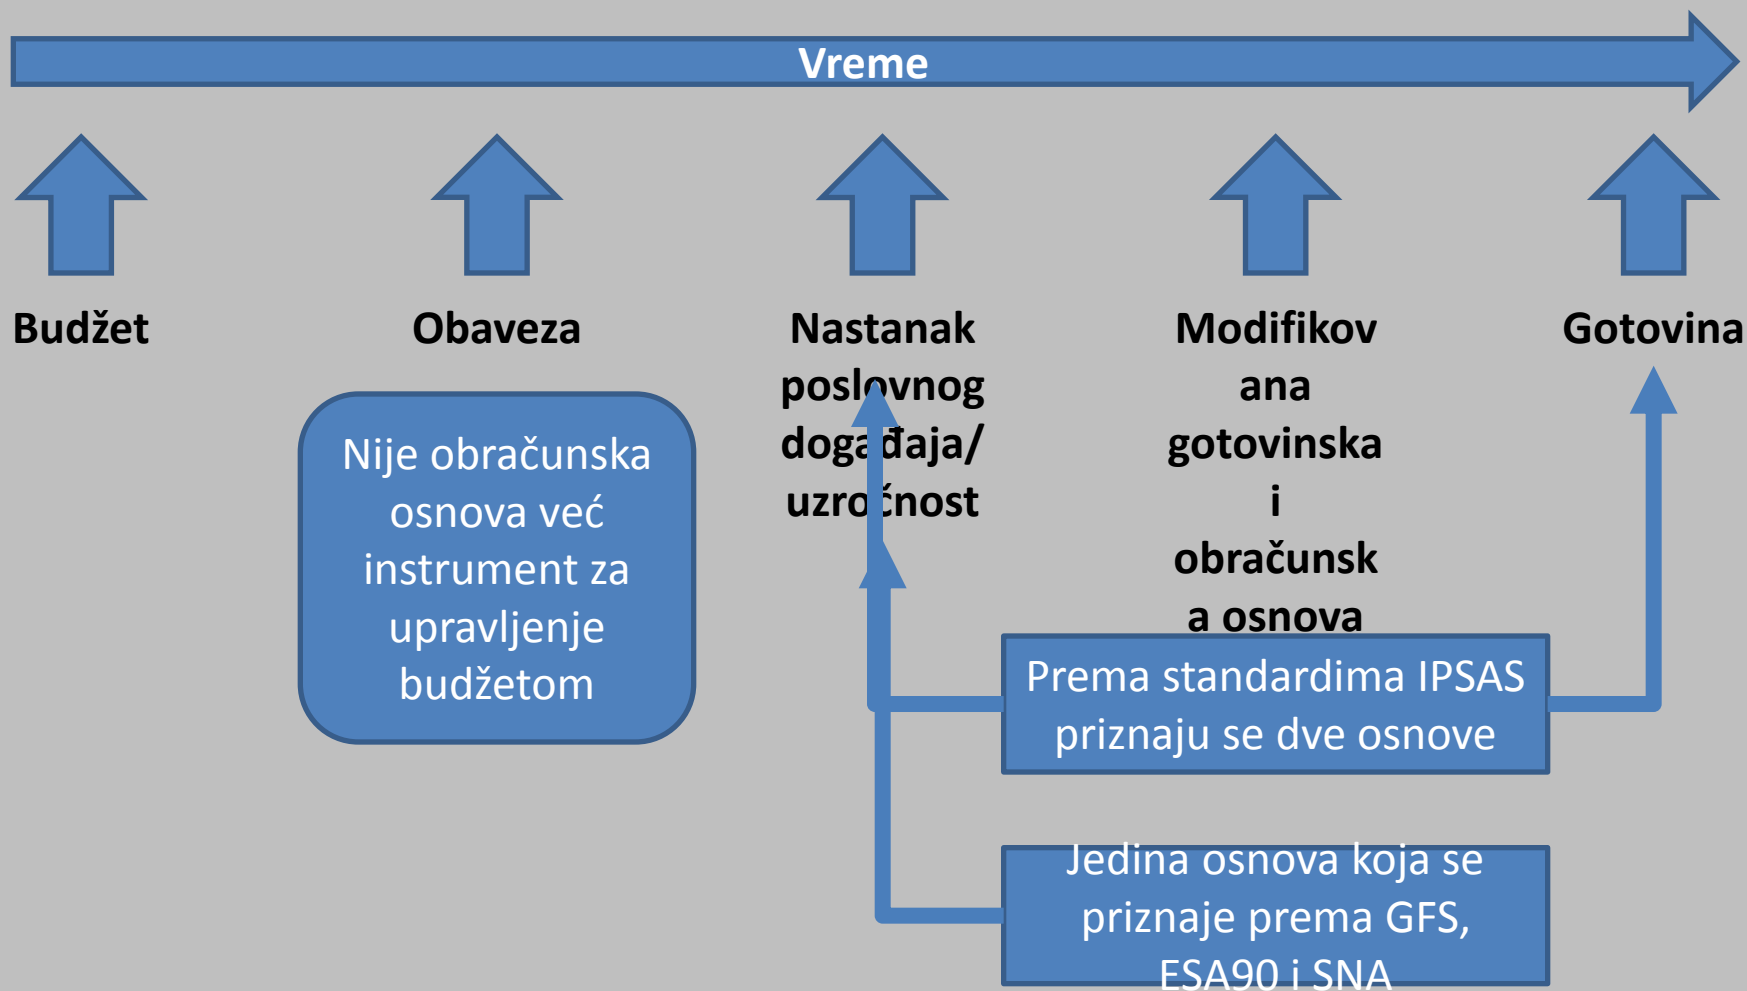 Vreme
Budžet
Obaveza
Nastanak
poslovnog
događaja/
uzročnost
Modifikov
ana
gotovinska
i
obračunsk
a osnova
Gotovina
Nije obračunska
osnova već
instrument za
upravljenje
budžetom
Prema standardima IPSAS
priznaju se dve osnove
Jedina osnova koja se
priznaje prema GFS,
ESA90 i SNA